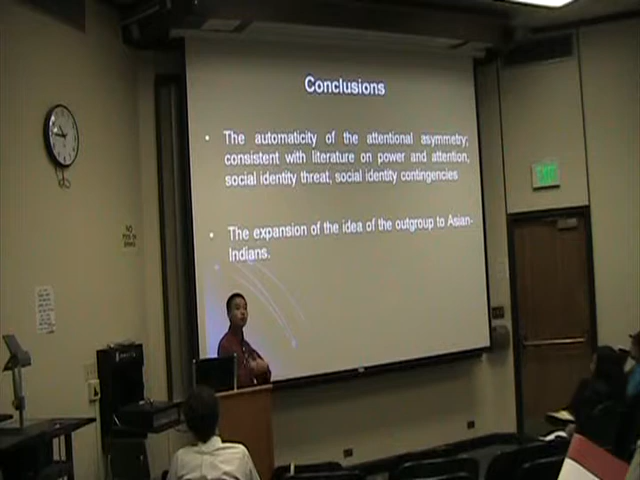 Conclusions
• The automaticity of the attentional asymmetry;
consistent with literature on power and attention,
social identity threat, social identity contingencies
• The expansion of the idea of the outgroup to Asian-
Indians.
EXIT
NO